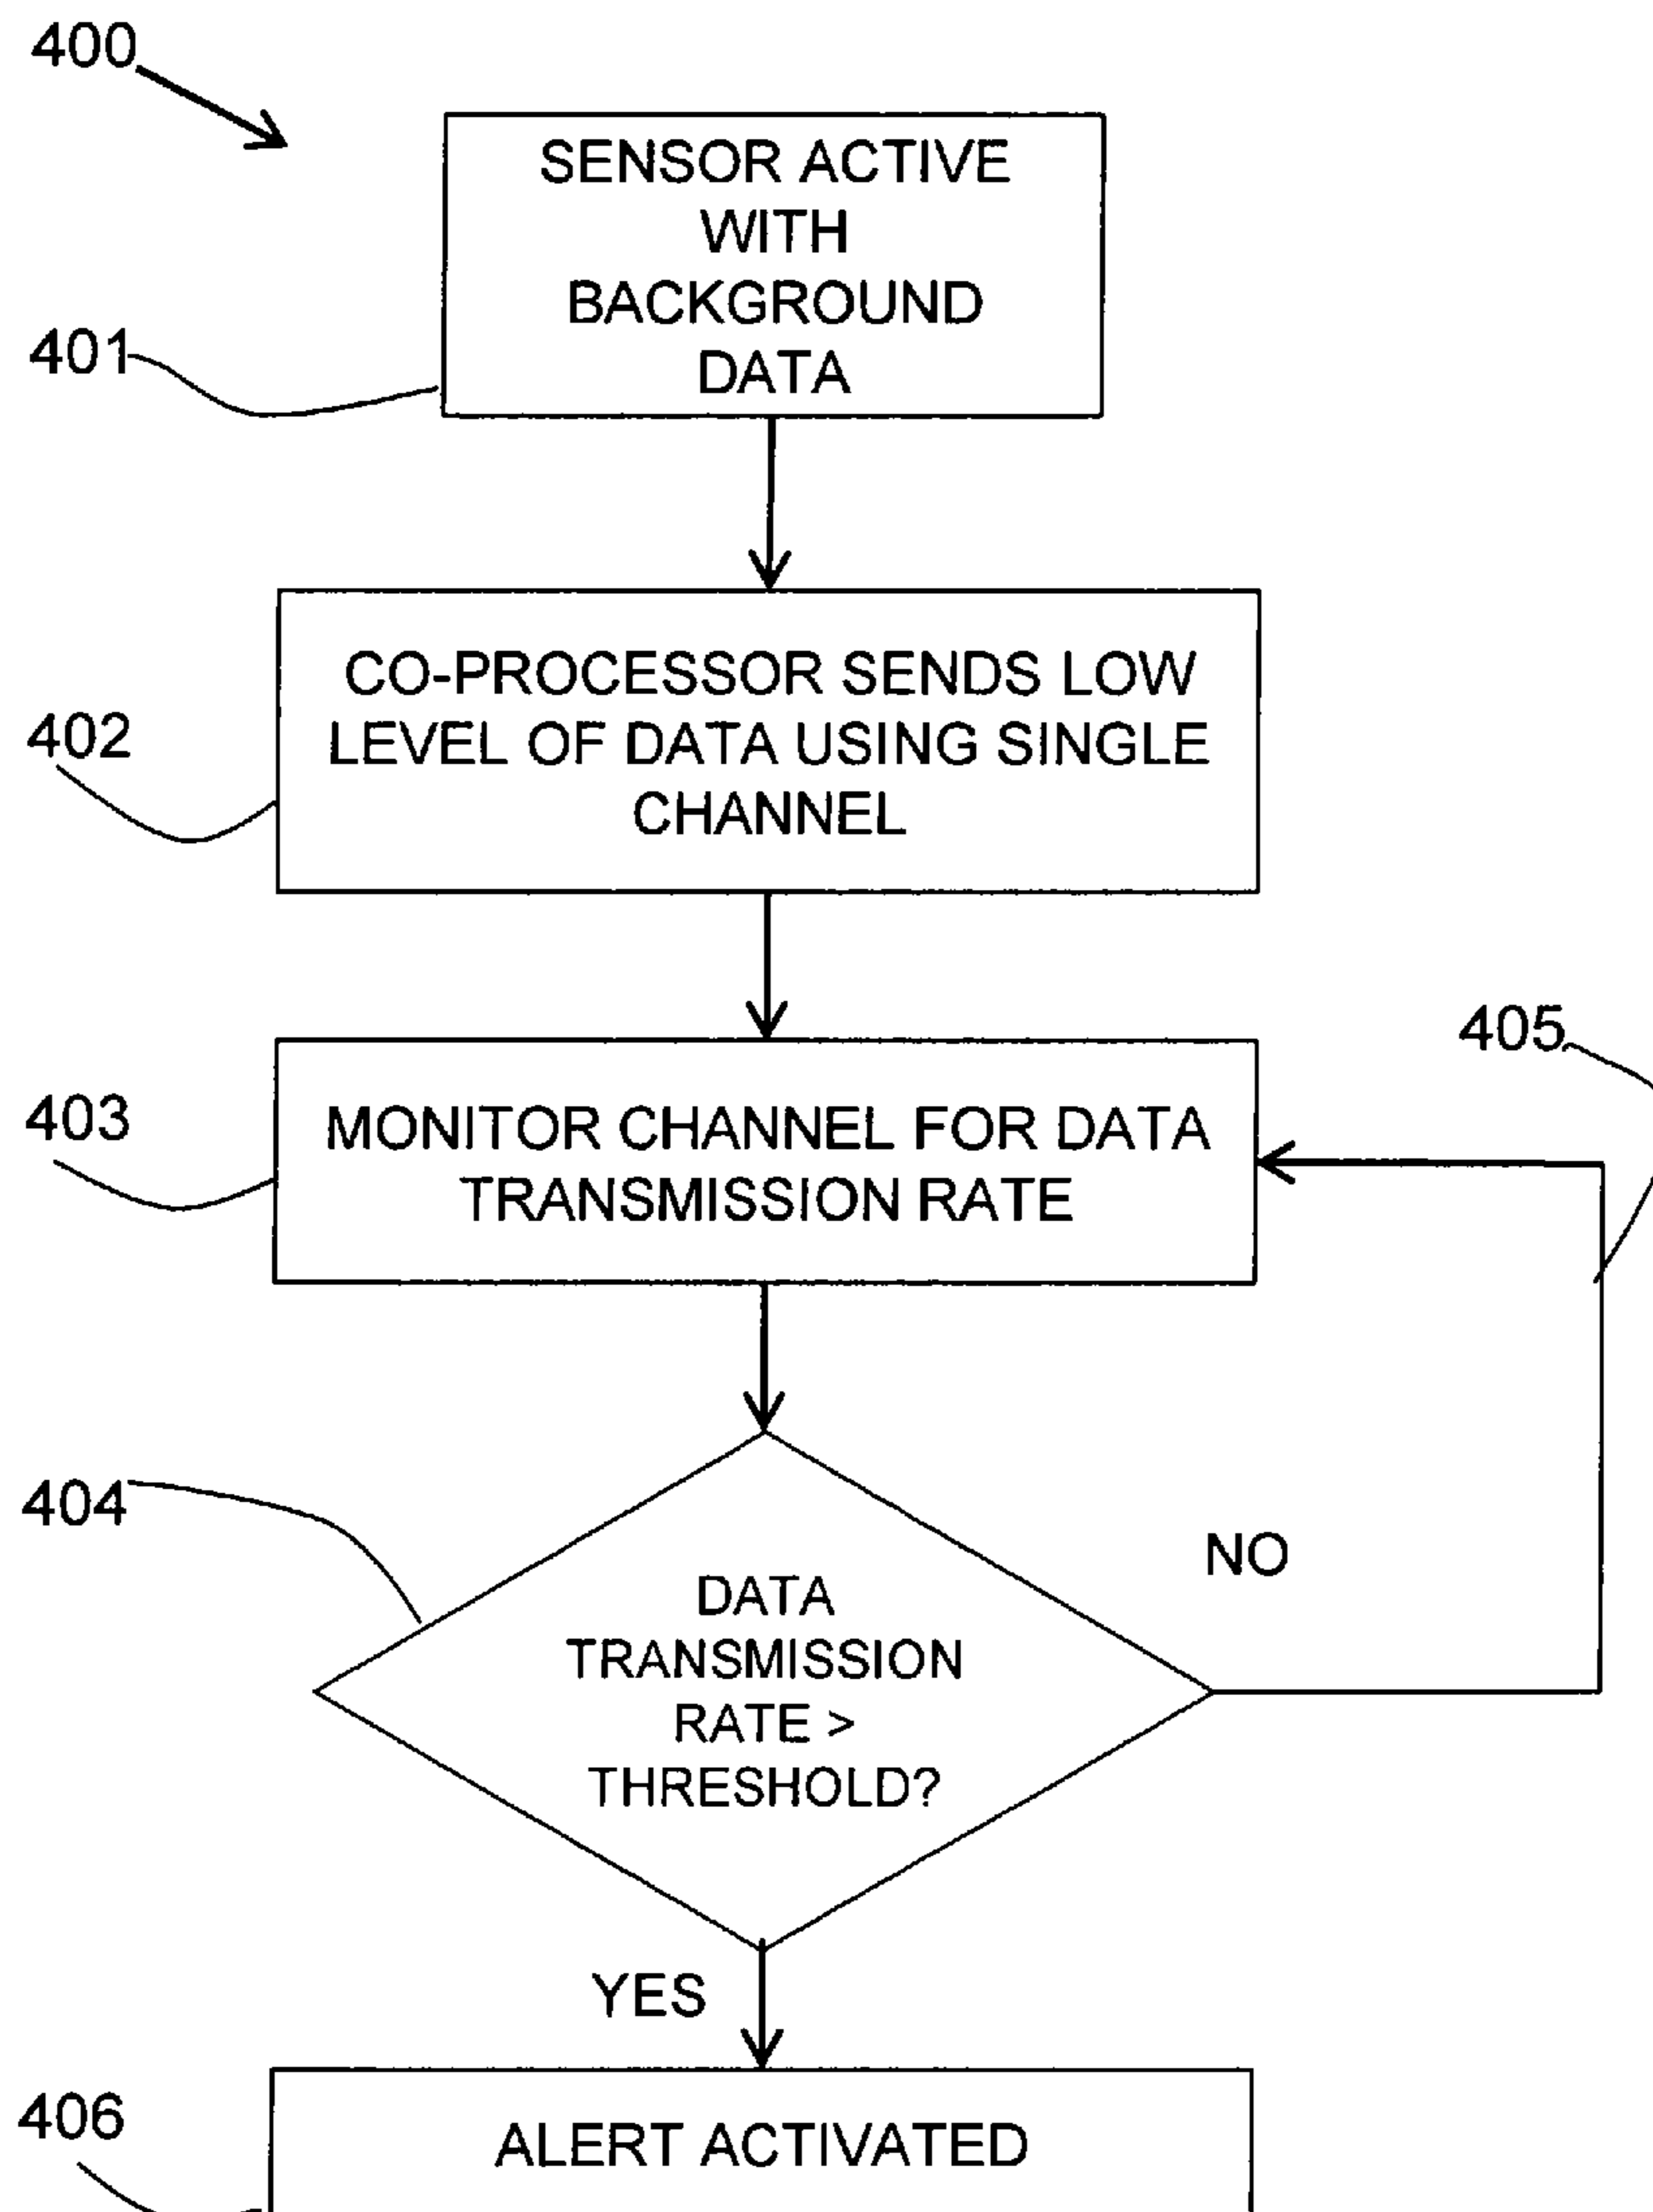 400
SENSOR ACTIVE
WITH
BACKGROUND
DATA
401
CO-PROCESSOR SENDS LOW
LEVEL OF DATA USING SINGLE
CHANNEL
402
405
MONITOR CHANNEL FOR DATA
TRANSMISSION RATE
403
404
NO
DATA
TRANSMISSION
RATE >
THRESHOLD?
YES
406
ALERT ACTIVATED